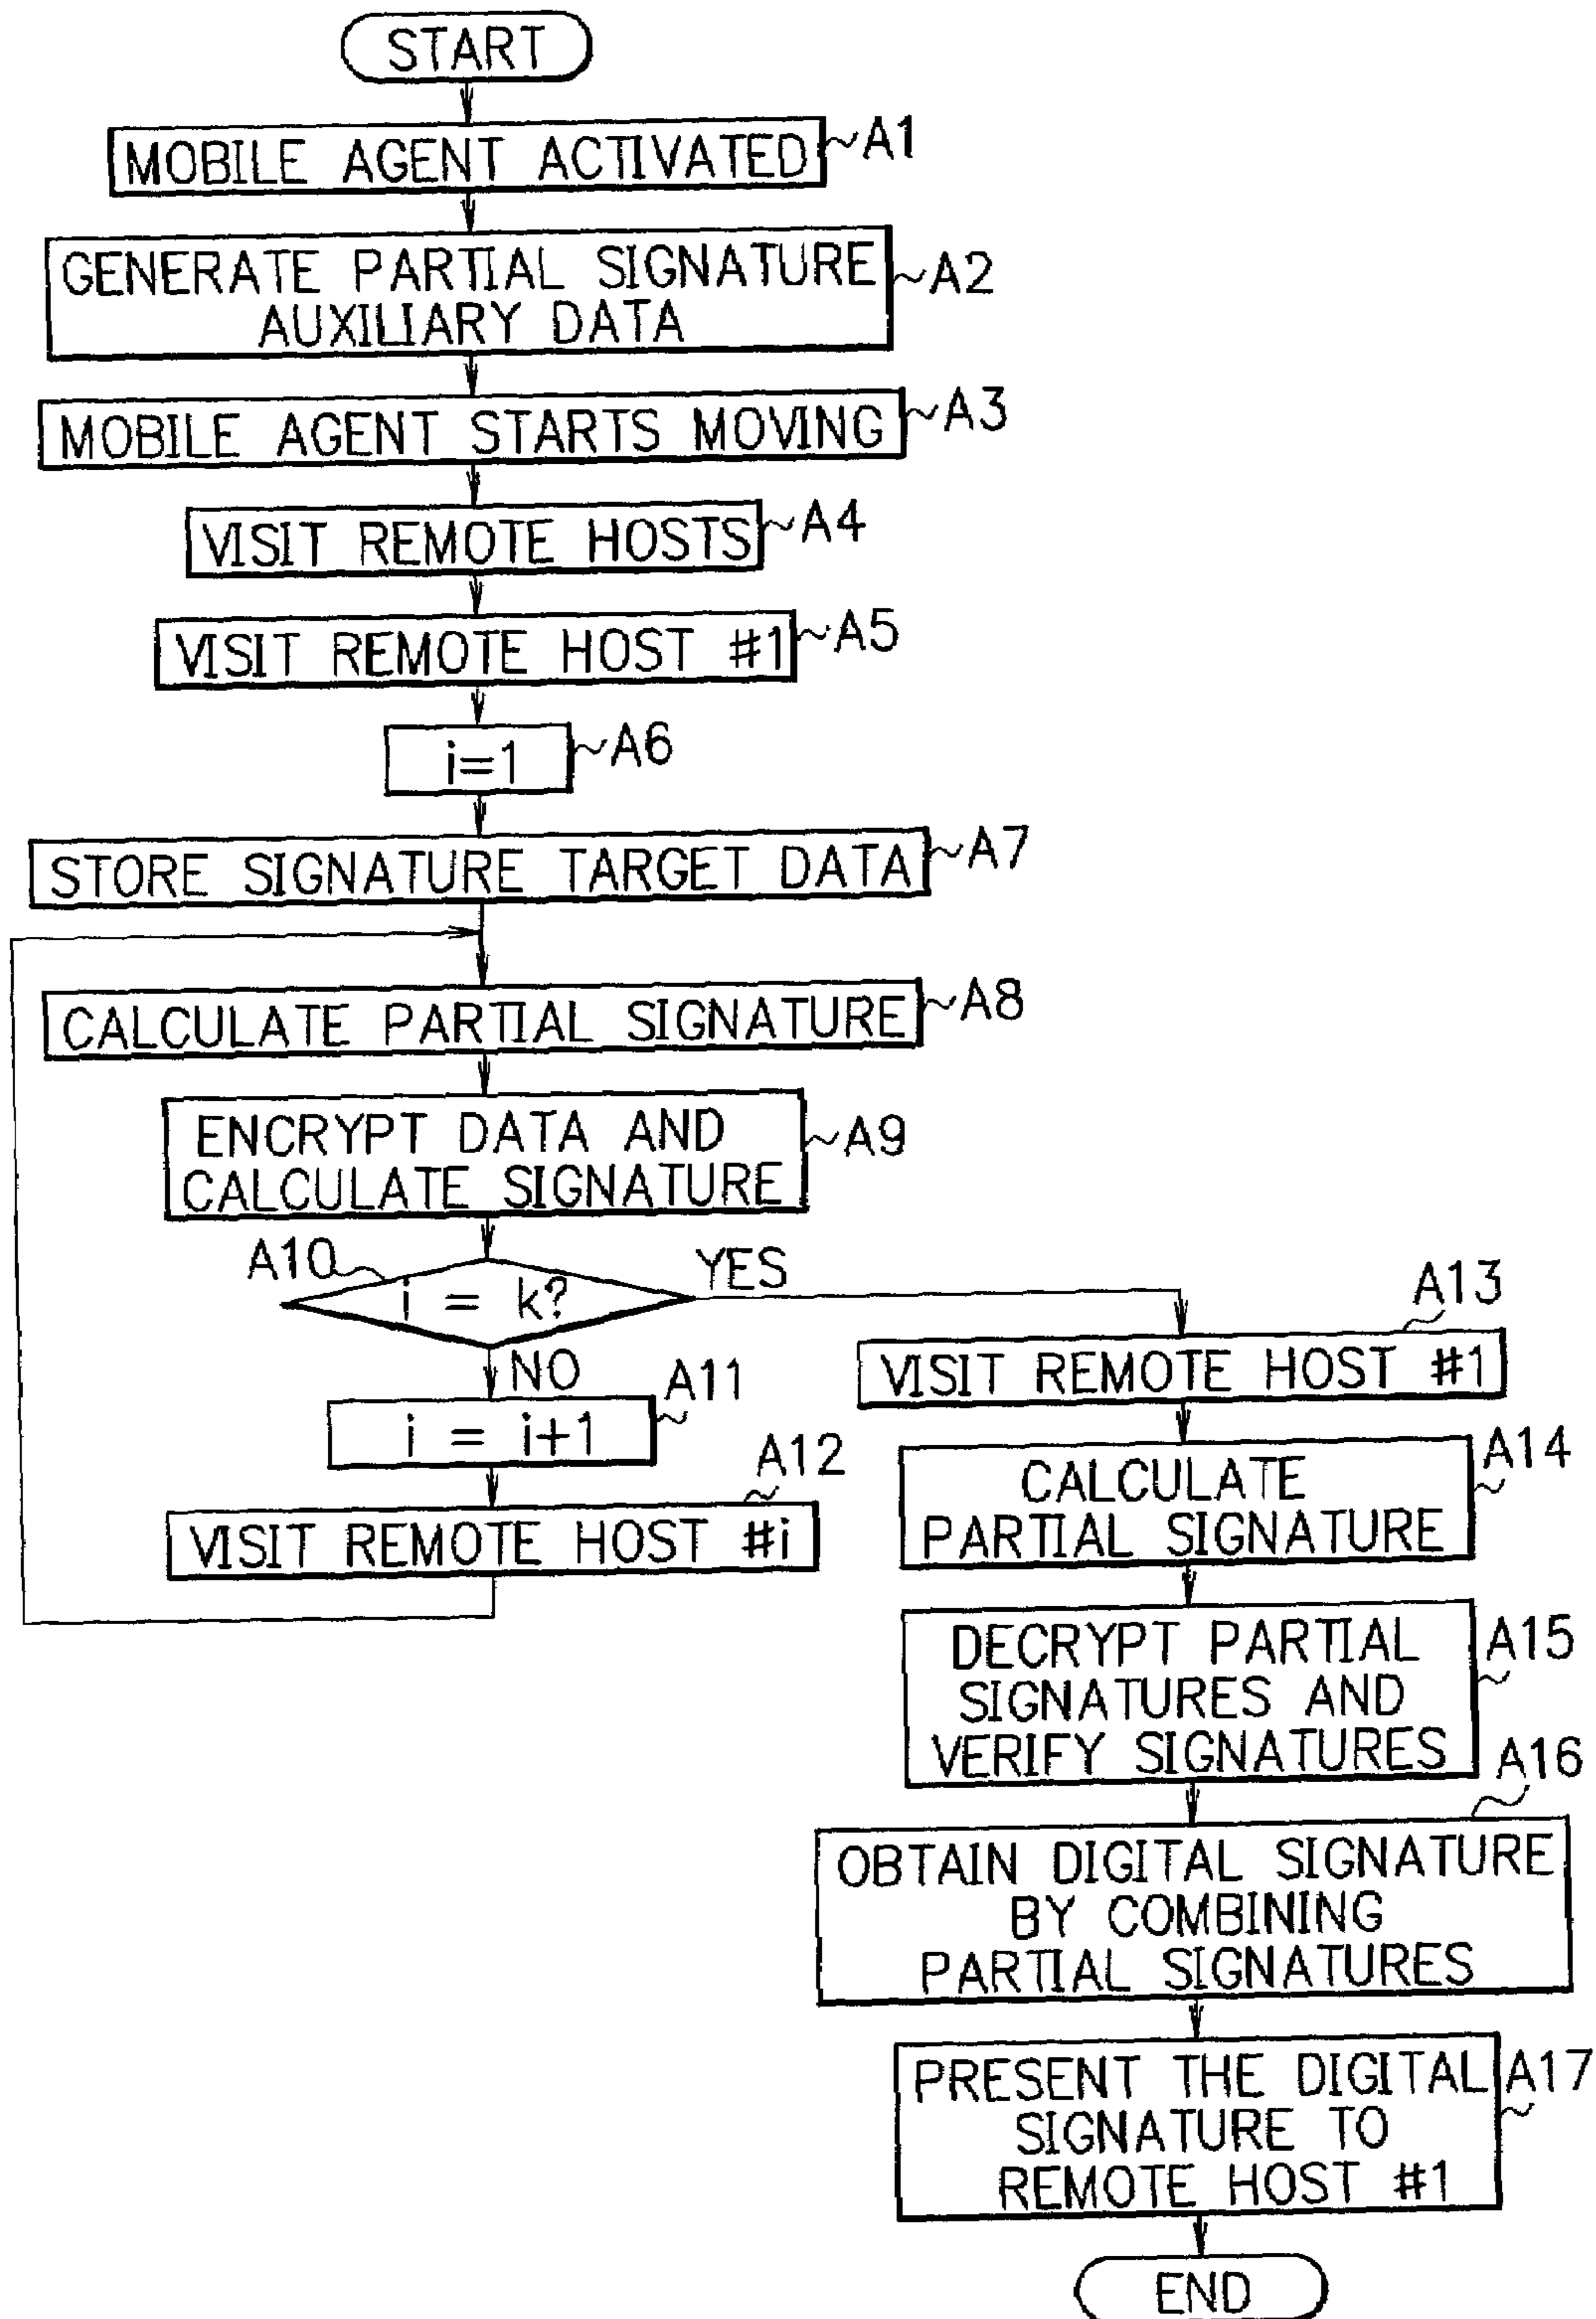 START
MOBILE AGENT ACTIVATED
A1
GENERATE PARTIAL SIGNATURE
AUXILIARY DATA
A2
MOBILE AGENT STARTS MOVING
A3
VISIT REMOTE HOSTS
A4
VISIT REMOTE HOST #1
A5
i=1
A6
STORE SIGNATURE TARGET DATA
A7
CALCULATE PARTIAL SIGNATURE
A8
ENCRYPT DATA AND
CALCULATE SIGNATURE
A9
A10
i = k?
YES
NO
i = i+1
A11
A12
VISIT REMOTE HOST #i
A13
VISIT REMOTE HOST #1
CALCULATE
PARTIAL SIGNATURE
A14
DECRYPT PARTIAL
SIGNATURES AND
VERIFY SIGNATURES
A15
A16
OBTAIN DIGITAL SIGNATURE
BY COMBINING
PARTIAL SIGNATURES
PRESENT THE DIGITAL
SIGNATURE TO
REMOTE HOST #1
A17
END